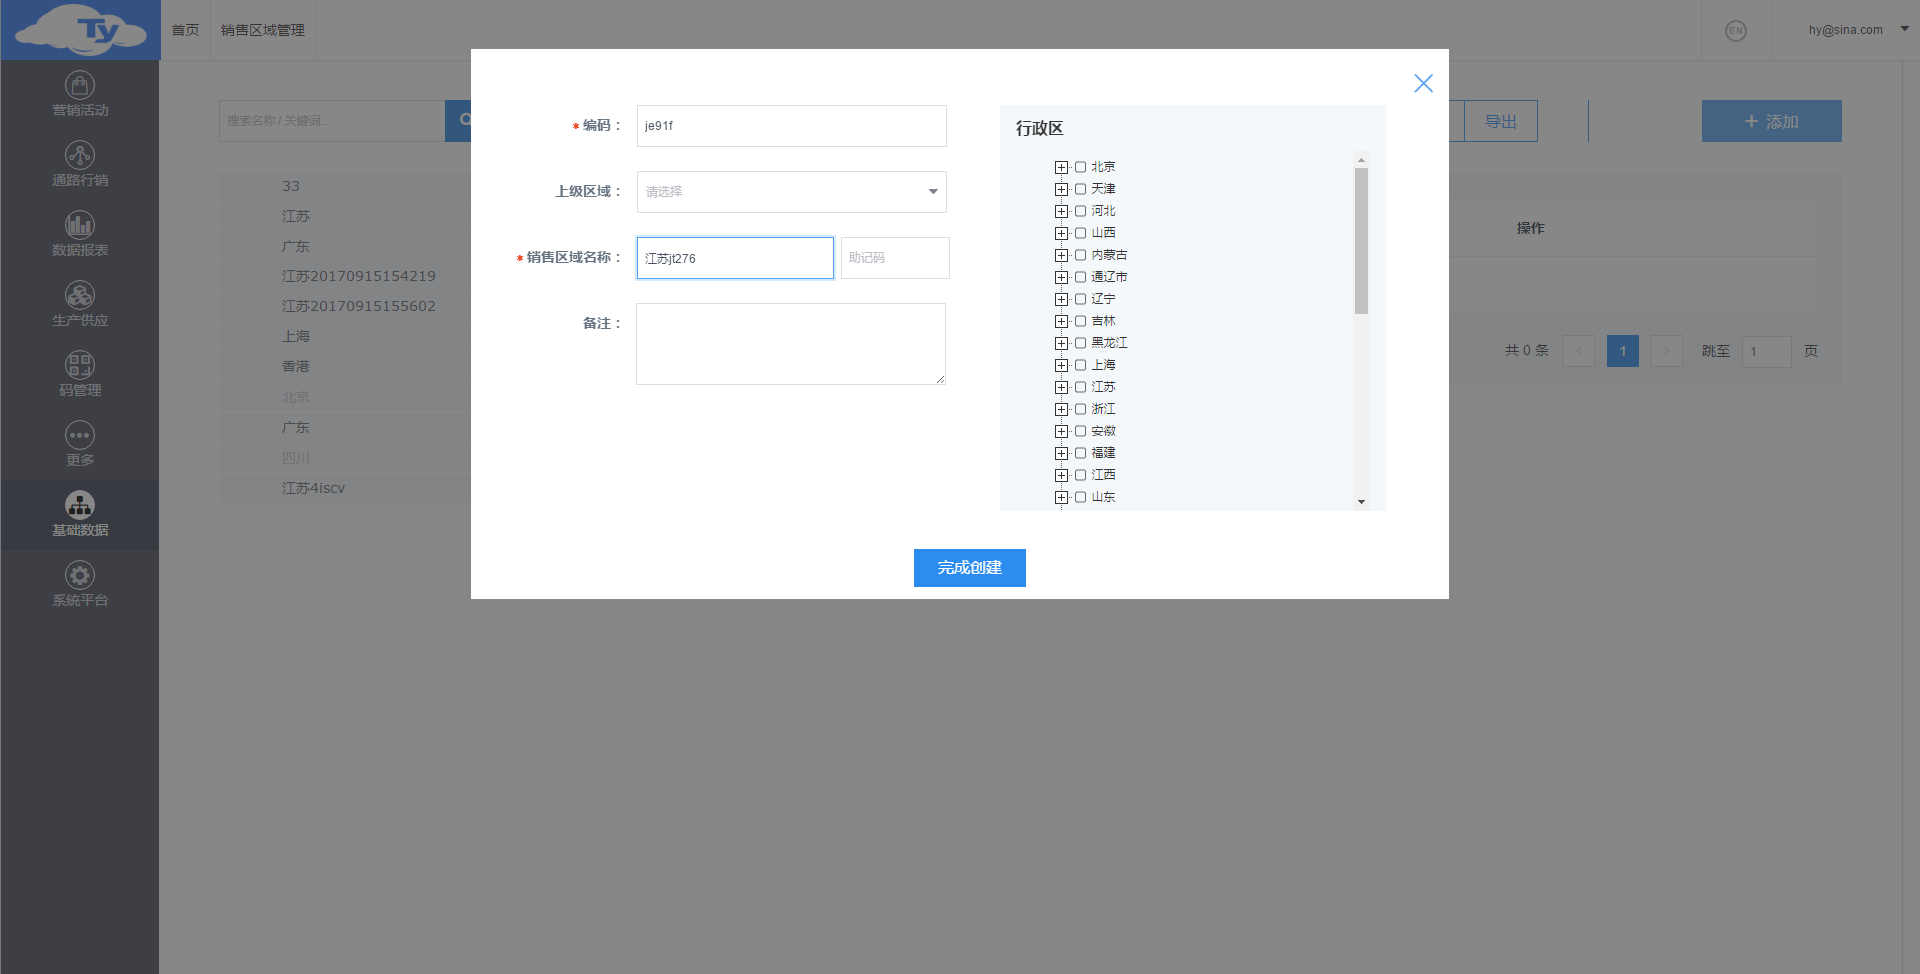 Ty
首页
销售区域管理
EN
hy@sina.com
营销活动
通路行销
数据报表
生产供应
码管理
更多
基础数据
系统平台
搜索名称 / 关键词...
导出
+ 添加
33
江苏
广东
江苏20170915154219
江苏20170915155602
上海
香港
北京
广东
四川
江苏4iscv
操作
共 0 条
1
跳至
1
页
* 编码：
je91f
上级区域：
请选择
* 销售区域名称：
江苏jt276
助记码
备注：
行政区
北京
天津
河北
山西
内蒙古
通辽市
辽宁
吉林
黑龙江
上海
江苏
浙江
安徽
福建
江西
山东
完成创建